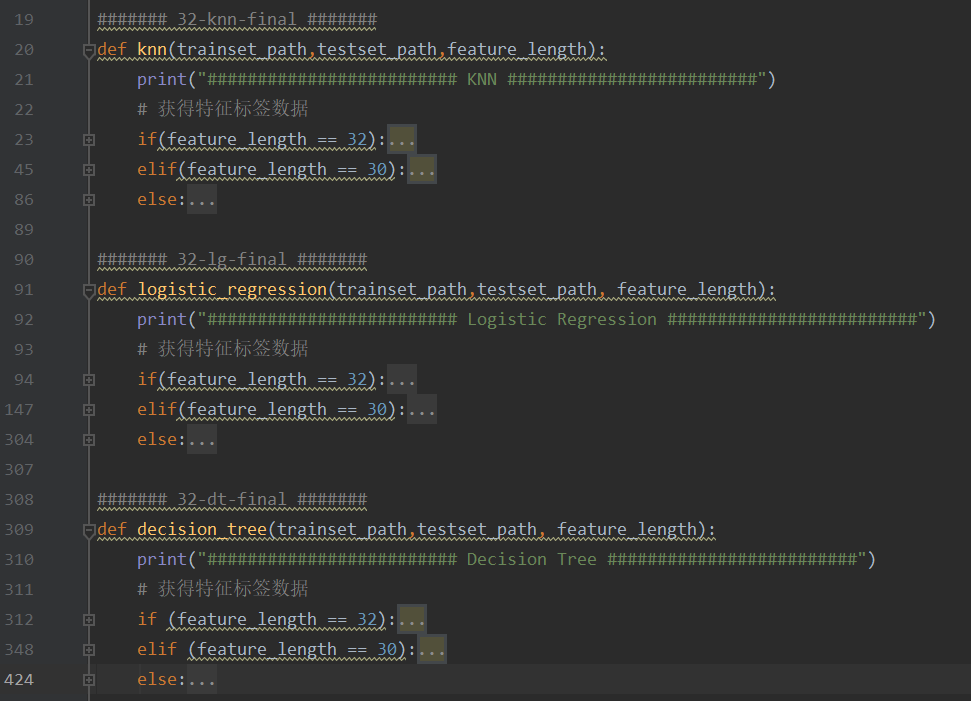 19 ####### 32-knn-final #######
20 def knn(trainset_path,testset_path,feature_length):
21 print("######################### KNN #########################")
22 # 获得特征标签数据
23 if(feature_length == 32):...
45 elif(feature_length == 30):...
86 else:...
89
90 ####### 32-lg-final #######
91 def logistic_regression(trainset_path,testset_path, feature_length):
92 print("######################### Logistic Regression #########################")
93 # 获得特征标签数据
94 if(feature_length == 32):...
147 elif(feature_length == 30):...
304 else:...
307
308 ####### 32-dt-final #######
309 def decision_tree(trainset_path,testset_path, feature_length):
310 print("######################### Decision Tree #########################")
311 # 获得特征标签数据
312 if (feature_length == 32):...
348 elif (feature_length == 30):...
424 else:...